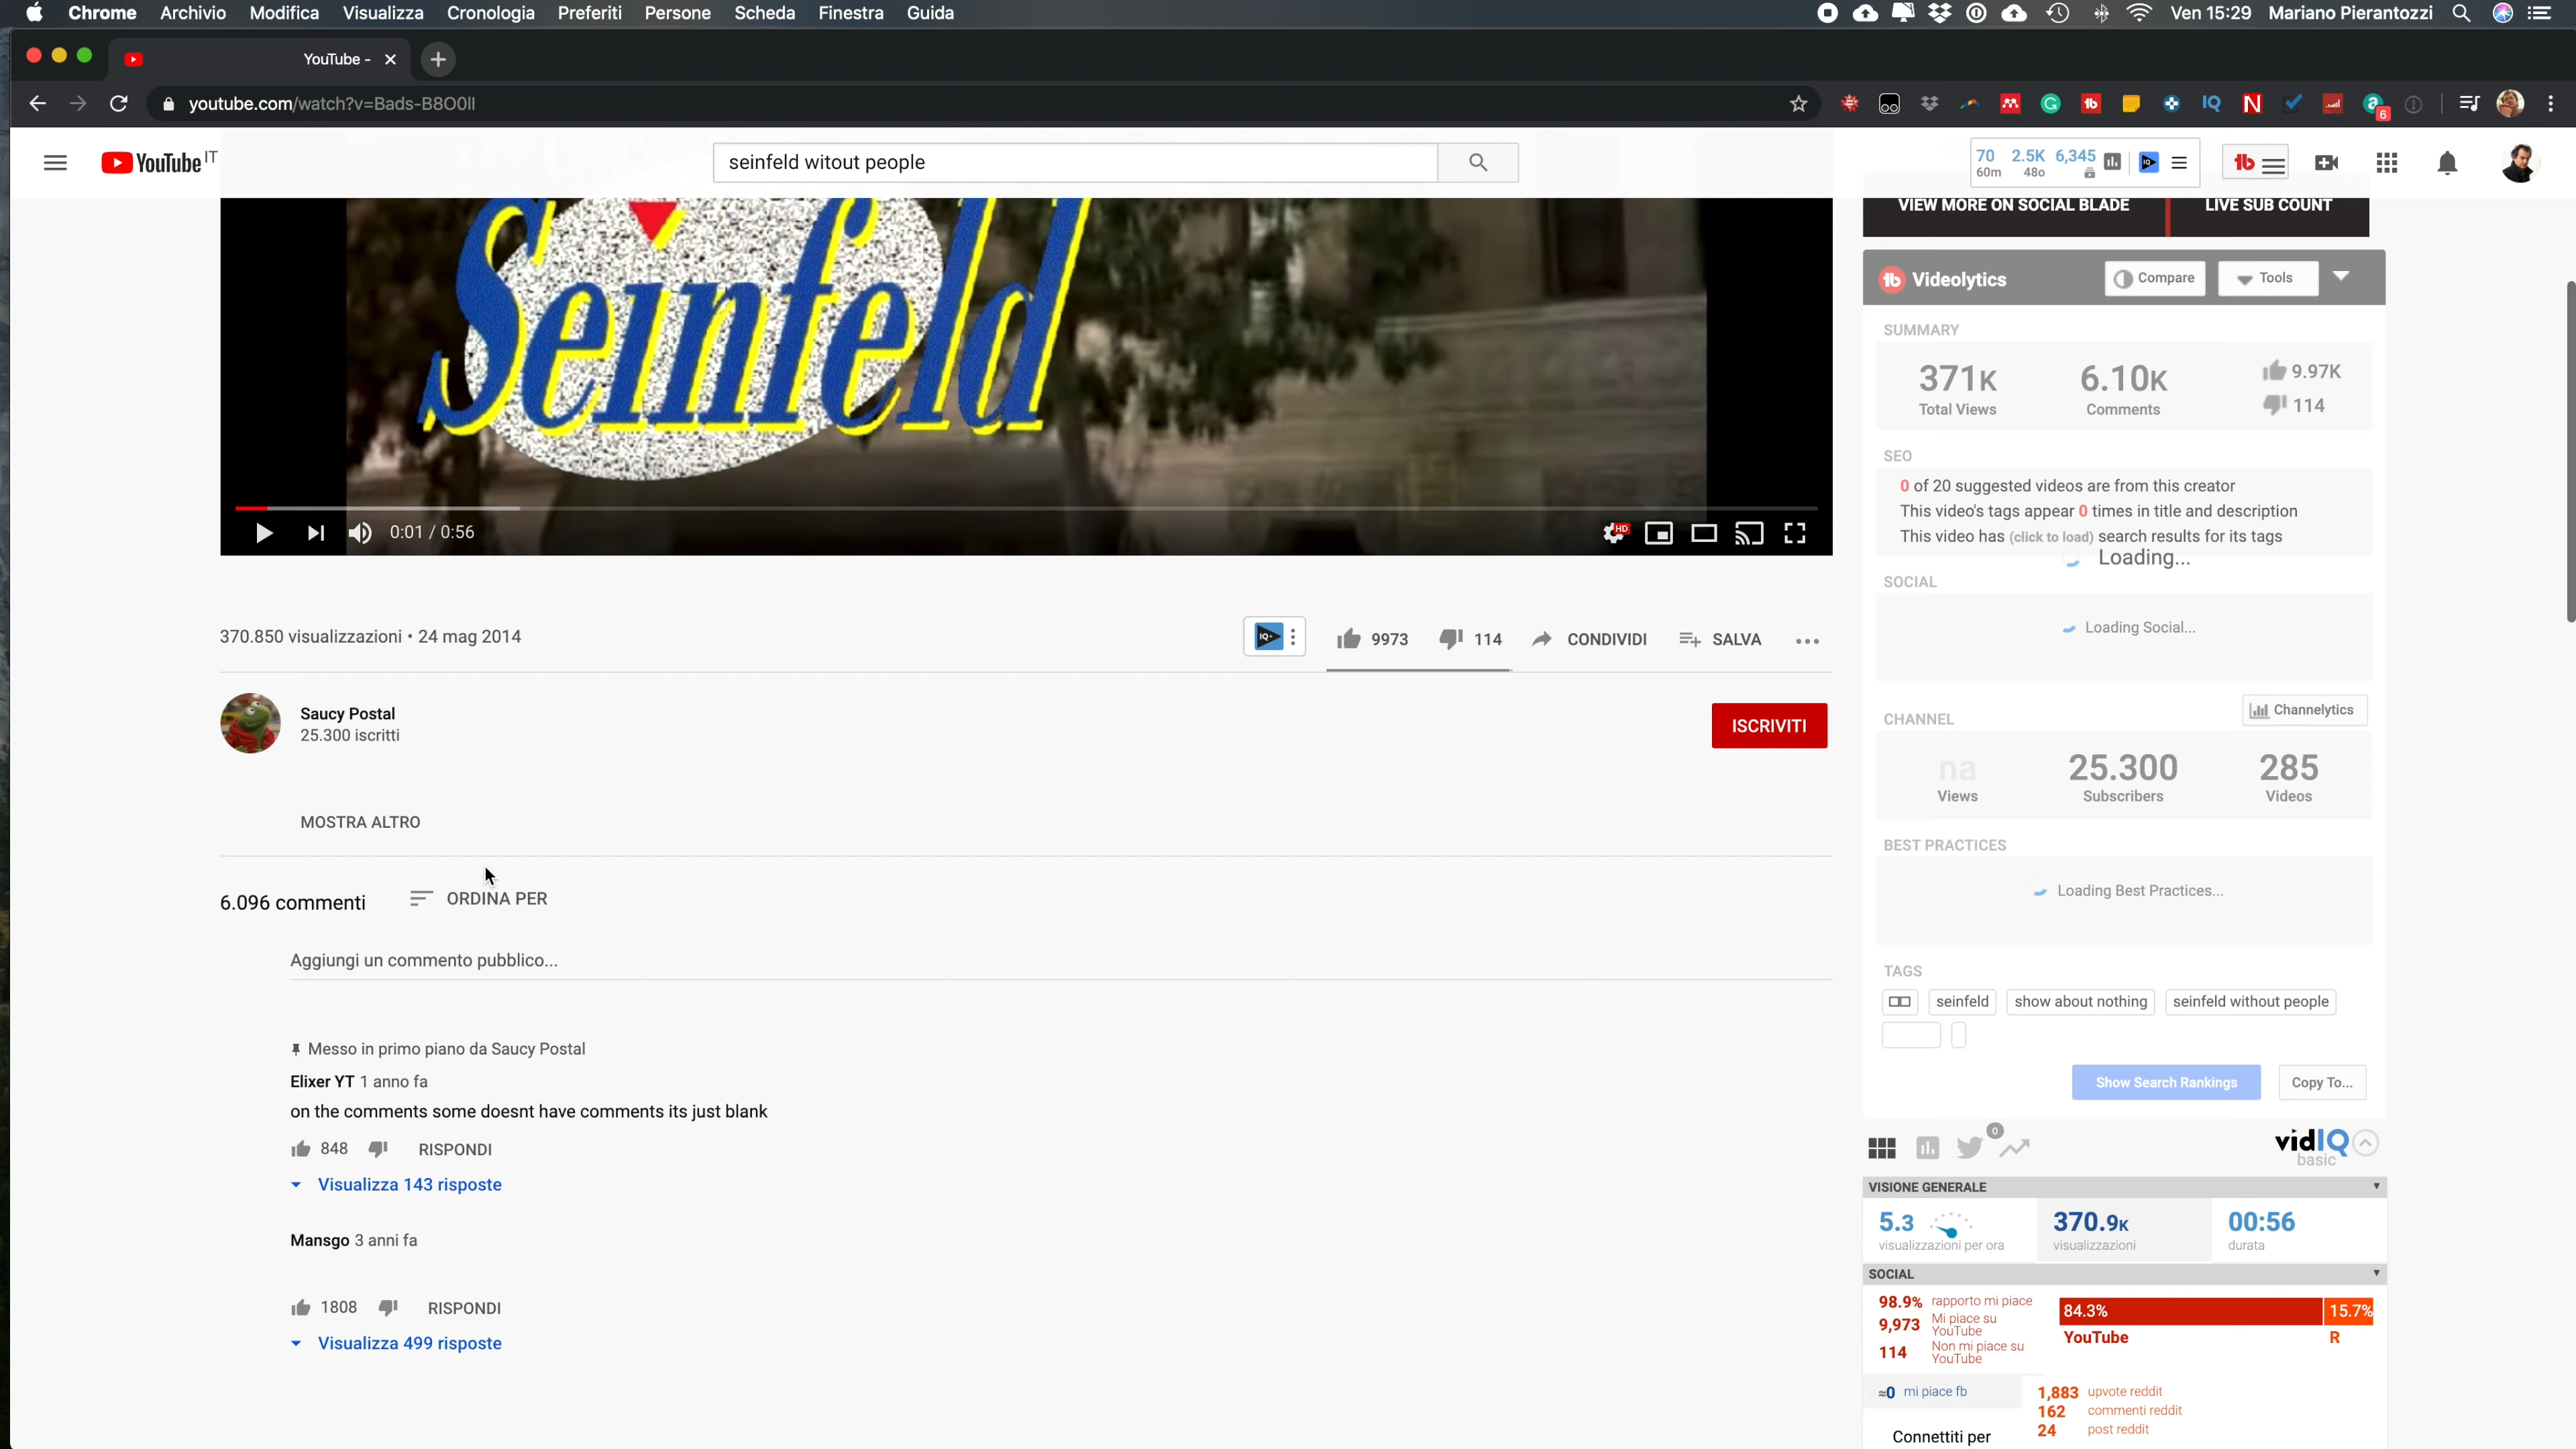 Chrome Archivio Modifica Visualizza Cronologia Preferiti Persone Scheda Finestra Guida
Ven 15:29 Mariano Pierantozzi
YouTube -
youtube.com/watch?v=Bads-B8O0lI
6
YouTube IT
seinfeld witout people
70 2.5K 6,345
60m 48o
VIEW MORE ON SOCIAL BLADE LIVE SUB COUNT
Seinfeld
0:01 / 0:56
HD
370.850 visualizzazioni • 24 mag 2014
IQ
9973 114 CONDIVIDI SALVA
Saucy Postal
25.300 iscritti
ISCRIVITI
MOSTRA ALTRO
6.096 commenti ORDINA PER
Aggiungi un commento pubblico...
Messo in primo piano da Saucy Postal
Elixer YT 1 anno fa
on the comments some doesnt have comments its just blank
848 RISPONDI
Visualizza 143 risposte
Mansgo 3 anni fa
1808 RISPONDI
Visualizza 499 risposte
Videolytics Compare Tools
SUMMARY
371K 6.10K 9.97K
Total Views Comments 114
SEO
0 of 20 suggested videos are from this creator
This video's tags appear 0 times in title and description
This video has (click to load) search results for its tags
Loading...
SOCIAL
Loading Social...
CHANNEL Channelytics
na 25.300 285
Views Subscribers Videos
BEST PRACTICES
Loading Best Practices...
TAGS
seinfeld show about nothing seinfeld without people
Show Search Rankings Copy To...
0
vidIQ
basic
VISIONE GENERALE
5.3 370.9K 00:56
visualizzazioni per ora visualizzazioni durata
SOCIAL
98.9% rapporto mi piace
9,973 Mi piace su YouTube
114 Non mi piace su YouTube
84.3% 15.7%
YouTube R
≈0 mi piace fb
1,883 upvote reddit
162 commenti reddit
24 post reddit
Connettiti per